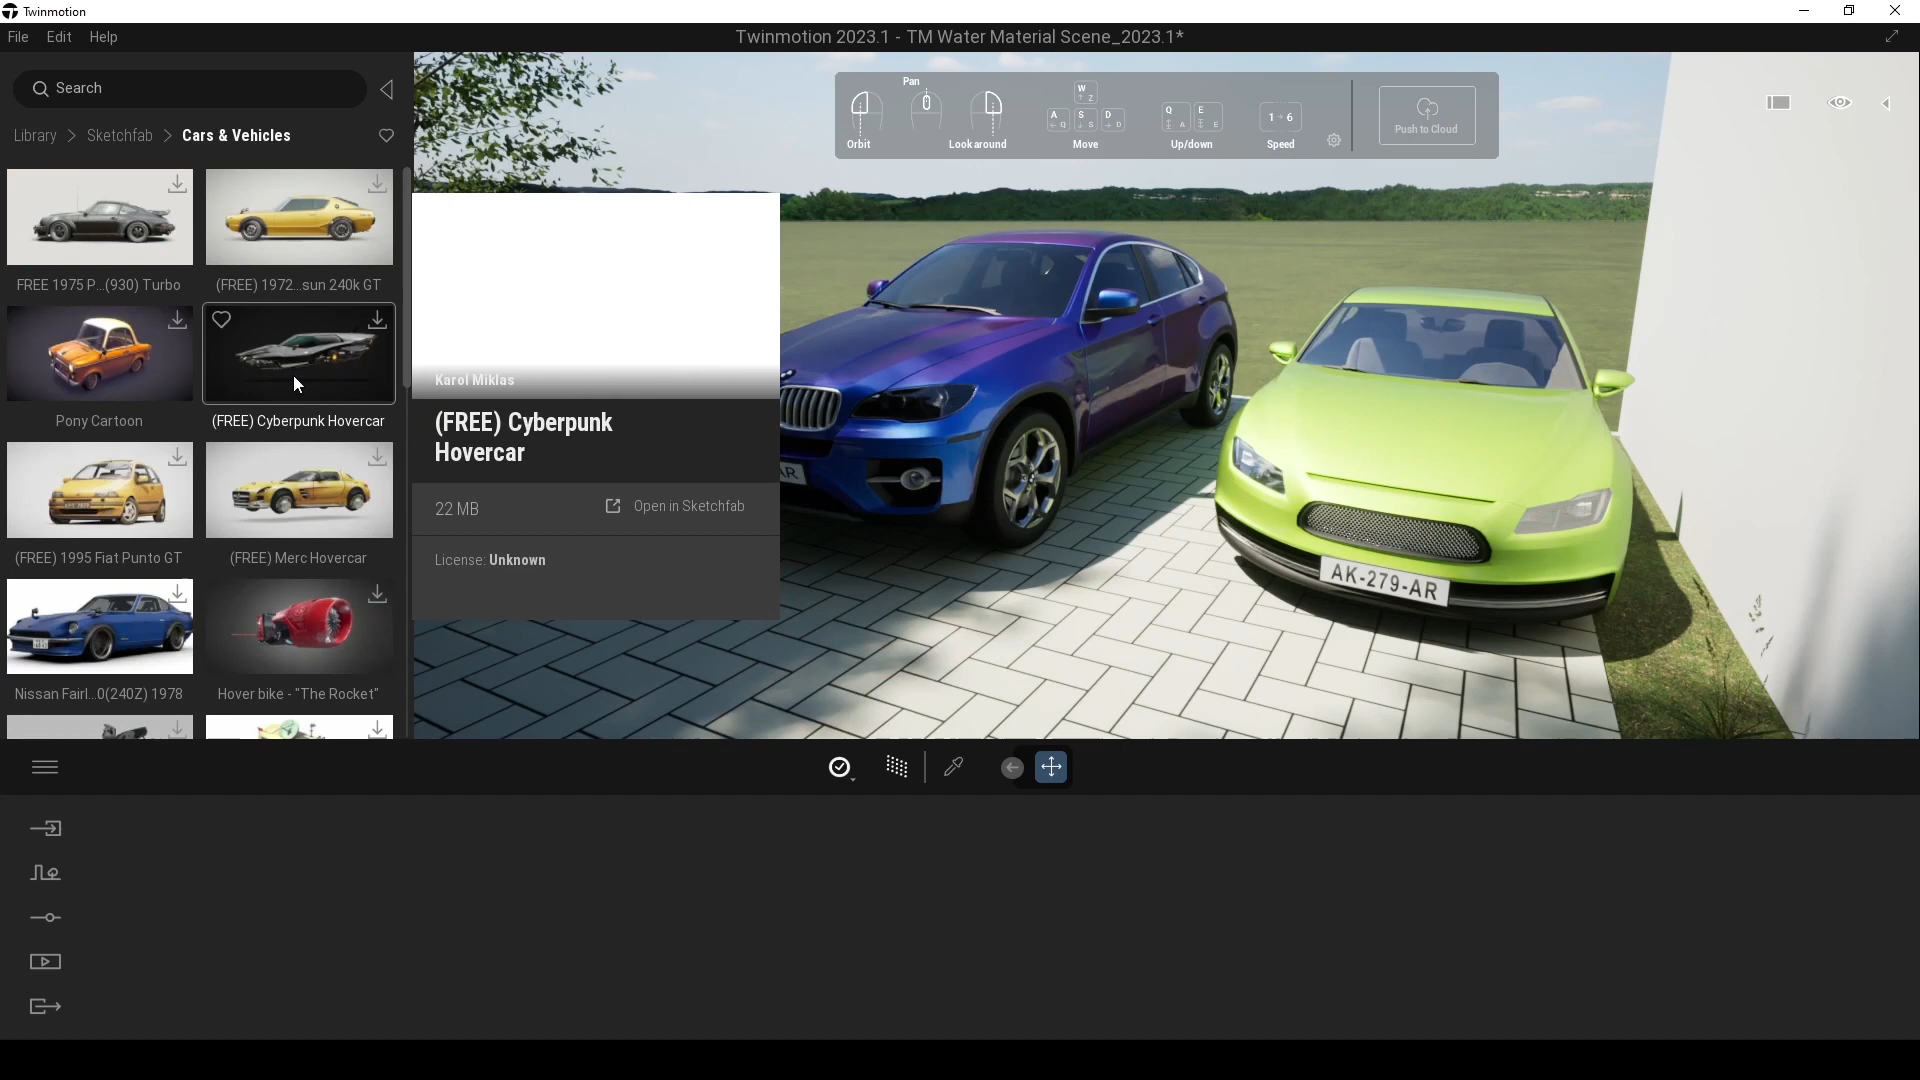 Twinmotion
File Edit Help
Twinmotion 2023.1 - TM Water Material Scene_2023.1*
Search
Library > Sketchfab > Cars & Vehicles
FREE 1975 P...(930) Turbo
(FREE) 1972...sun 240k GT
Pony Cartoon
(FREE) Cyberpunk Hovercar
(FREE) 1995 Fiat Punto GT
(FREE) Merc Hovercar
Nissan Fairl...0(240Z) 1978
Hover bike - "The Rocket"
Karol Miklas
(FREE) Cyberpunk
Hovercar
22 MB
Open in Sketchfab
License: Unknown
Pan
W
Z
A
Q
S
S
D
D
Q
A
E
E
1 6
Orbit
Look around
Move
Up/down
Speed
Push to Cloud
AR
AK-279-AR